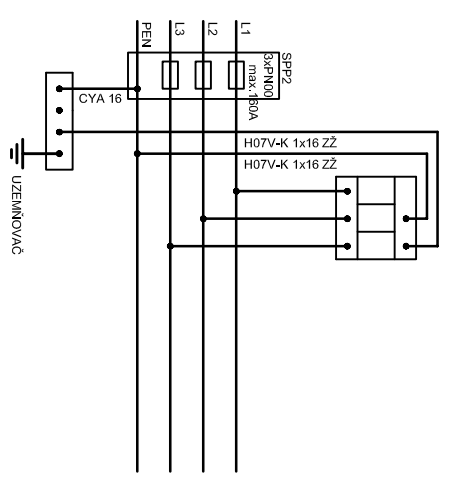 PEN
L3
L2
L1
SPP2
3xPN00
max.160A
CYA 16
H07V-K 1x16 ZŽ
H07V-K 1x16 ZŽ
UZEMŇOVAČ